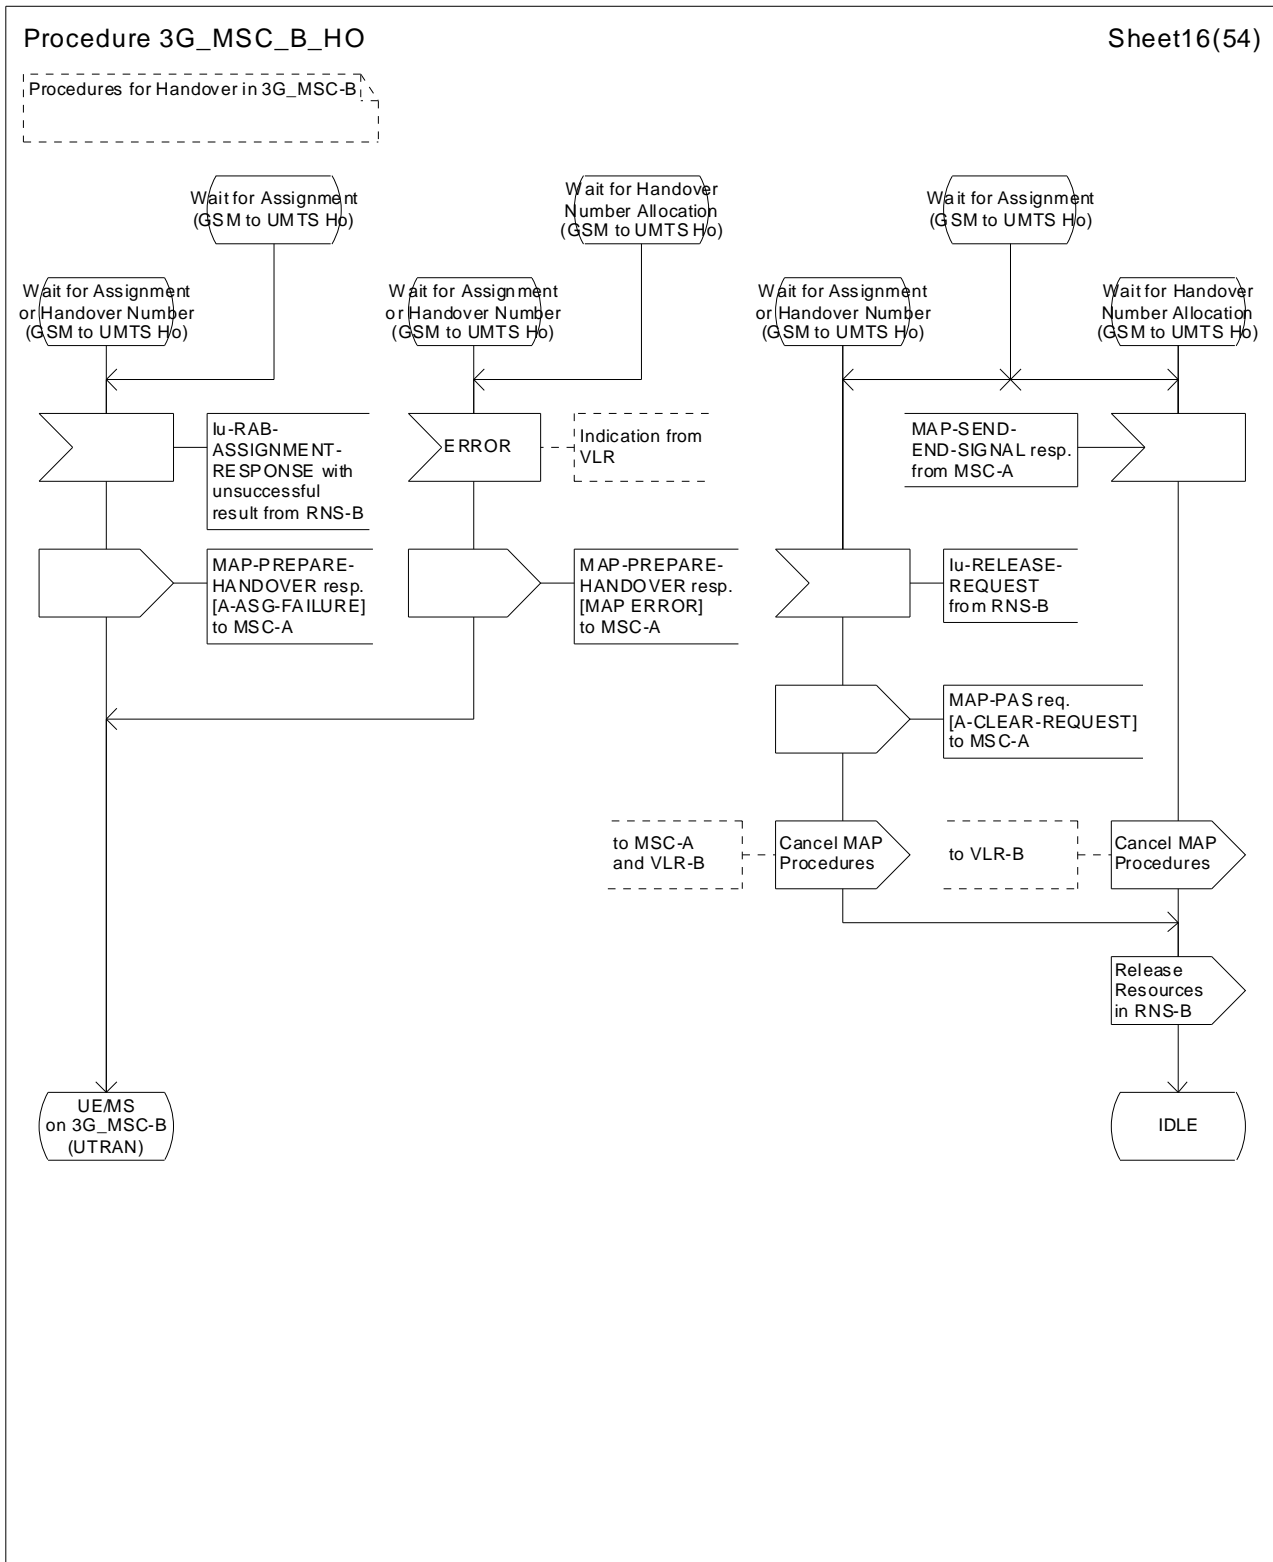 Procedure 3G_MSC_B_HO
Sheet16(54)
Procedures for Handover in 3G_MSC-B
Wait for Assignment
(GSM to UMTS Ho)
Wait for Handover
Number Allocation
(GSM to UMTS Ho)
Wait for Assignment
(GSM to UMTS Ho)
Wait for Assignment
or Handover Number
(GSM to UMTS Ho)
Wait for Assignment
or Handover Number
(GSM to UMTS Ho)
Wait for Assignment
or Handover Number
(GSM to UMTS Ho)
Wait for Handover
Number Allocation
(GSM to UMTS Ho)
Iu-RAB-
ASSIGNMENT-
RESPONSE with
unsuccessful
result from RNS-B
ERROR
Indication from
VLR
MAP-SEND-
END-SIGNAL resp.
from MSC-A
MAP-PREPARE-
HANDOVER resp.
[A-ASG-FAILURE]
to MSC-A
MAP-PREPARE-
HANDOVER resp.
[MAP ERROR]
to MSC-A
Iu-RELEASE-
REQUEST
from RNS-B
MAP-PAS req.
[A-CLEAR-REQUEST]
to MSC-A
to MSC-A
and VLR-B
Cancel MAP
Procedures
to VLR-B
Cancel MAP
Procedures
Release
Resources
in RNS-B
UE/MS
on 3G_MSC-B
(UTRAN)
IDLE